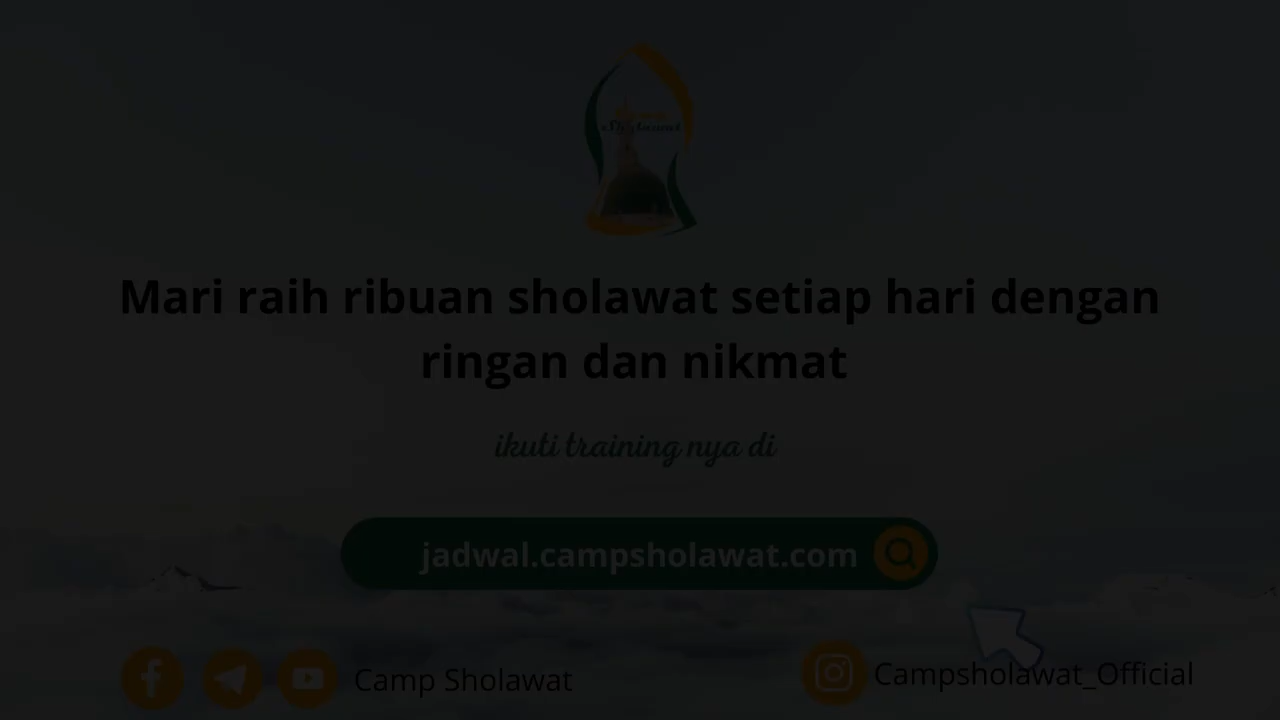 Sholawat
Mari raih ribuan sholawat setiap hari dengan
ringan dan nikmat
ikuti training nya di
jadwal.campsholawat.com
Camp Sholawat
Campsholawat_Official